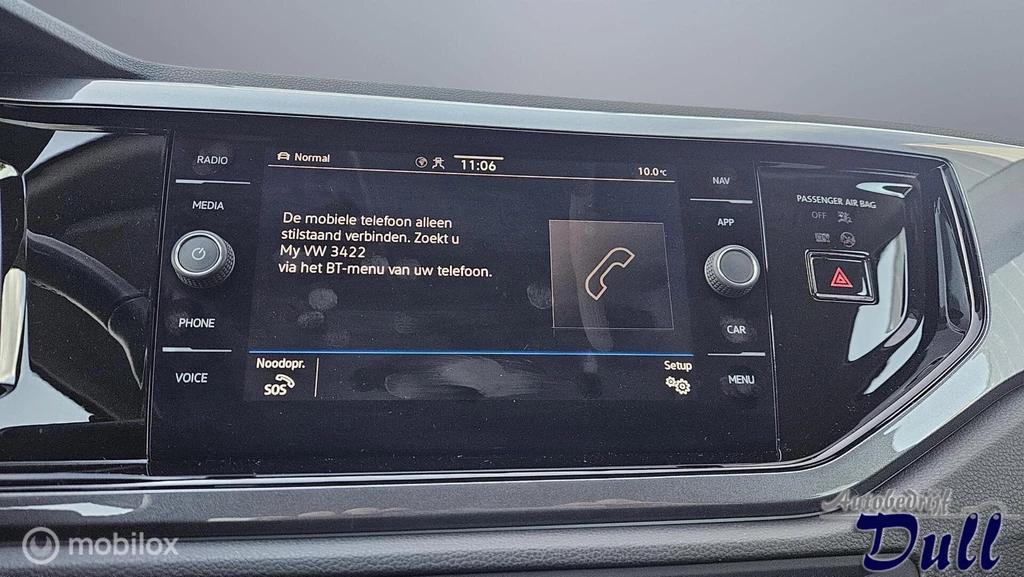 RADIO
MEDIA
PHONE
VOICE
Normal
11:06
10.0°C
De mobiele telefoon alleen
stilstaand verbinden. Zoekt u
My VW 3422
via het BT-menu van uw telefoon.
Noodopr.
SOS
Setup
NAV
APP
CAR
MENU
PASSENGER AIR BAG
OFF
mobilox
Autobedrijf
Dull